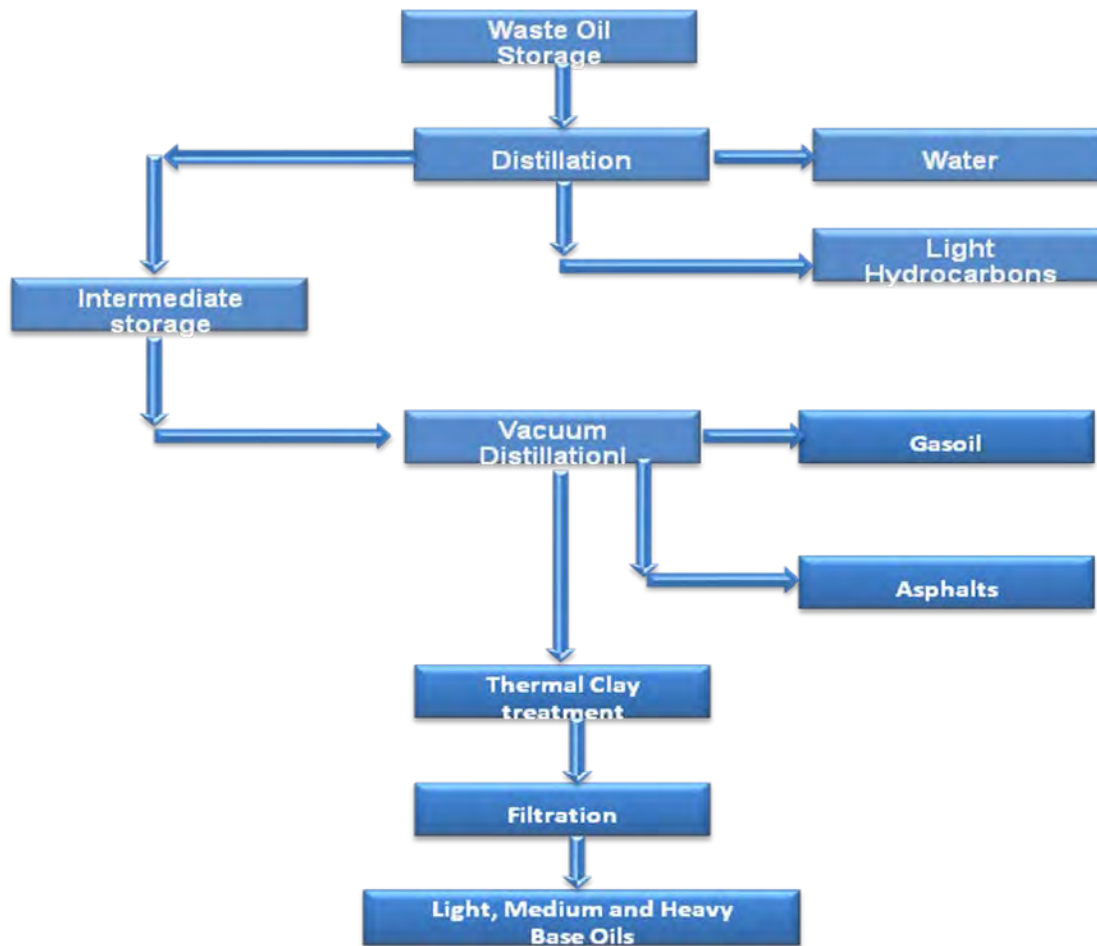 Waste Oil
Storage
Distillation
Water
Light
Hydrocarbons
Intermediate
storage
Vacuum
Distillationl
Gasoil
Asphalts
Thermal Clay
treatment
Filtration
Light, Medium and Heavy
Base Oils